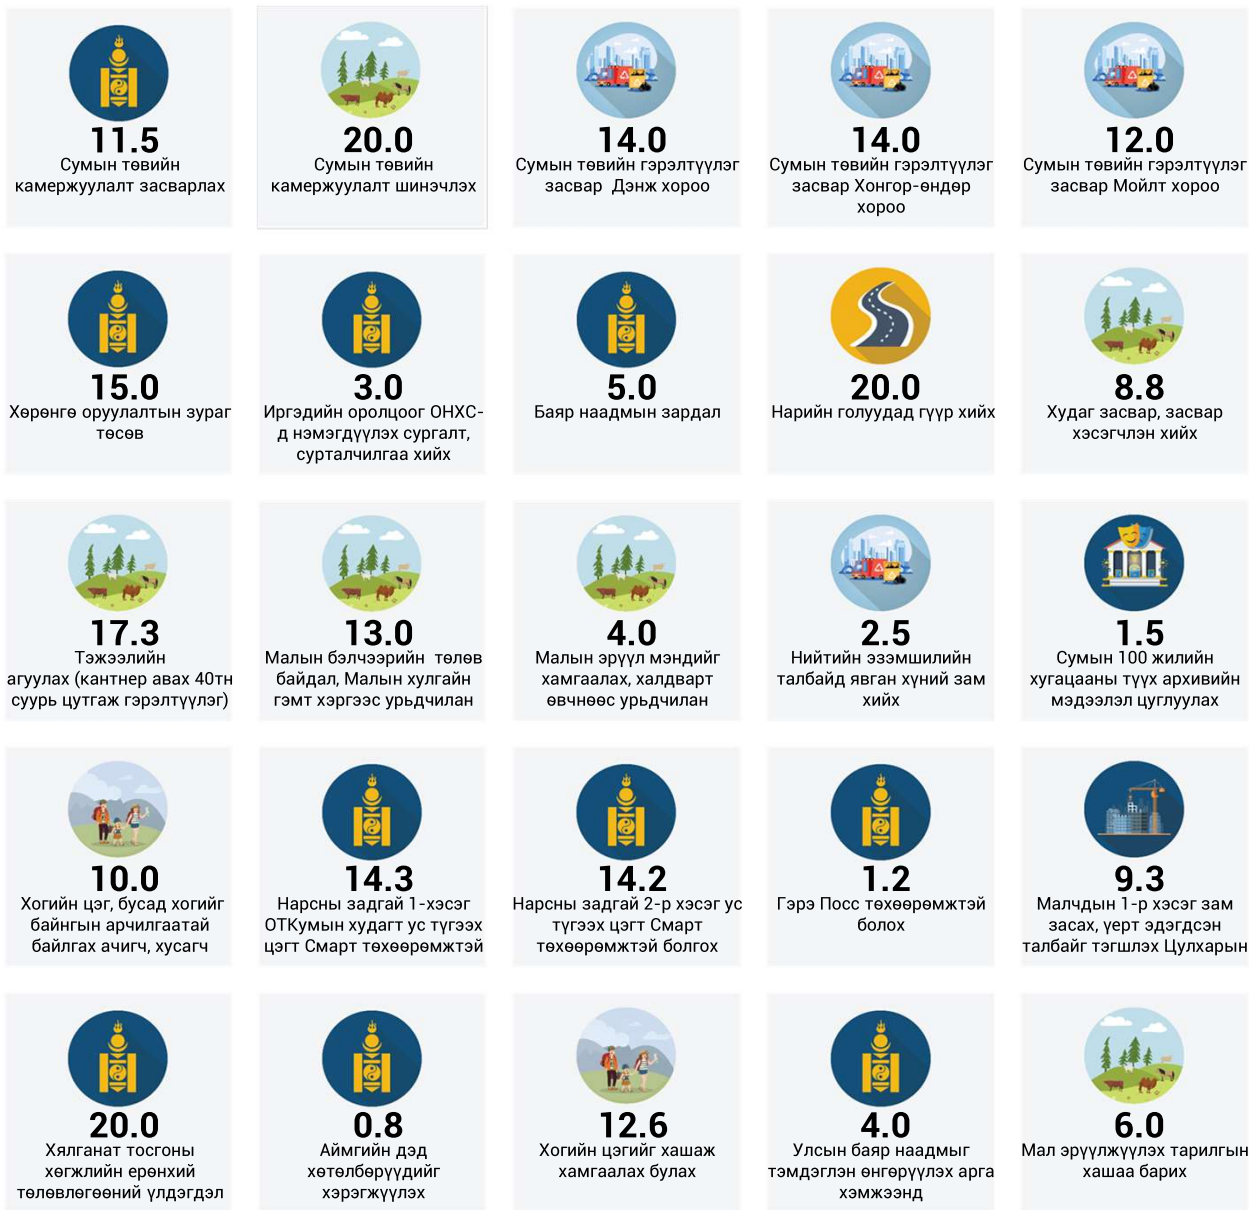 11.5
Сумын төвийн
камержуулалт засварлах
20.0
Сумын төвийн
камержуулалт шинэчлэх
14.0
Сумын төвийн гэрэлтүүлэг
засвар Дэнж хороо
14.0
Сумын төвийн гэрэлтүүлэг
засвар Хонгор-өндөр
хороо
12.0
Сумын төвийн гэрэлтүүлэг
засвар Мойлт хороо
15.0
Хөрөнгө оруулалтын зураг
төсөв
3.0
Иргэдийн оролцоог ОНХС-
д нэмэгдүүлэх сургалт,
сурталчилгаа хийх
5.0
Баяр наадмын зардал
20.0
Нарийн голуудад гүүр хийх
8.8
Худаг засвар, засвар
хэсэгчлэн хийх
17.3
Тэжээлийн
агуулах (кантнер авах 40тн
суурь цутгаж гэрэлтүүлэг)
13.0
Малын бэлчээрийн төлөв
байдал, Малын хулгайн
гэмт хэргээс урьдчилан
4.0
Малын эрүүл мэндийг
хамгаалах, халдварт
өвчнөөс урьдчилан
2.5
Нийтийн эзэмшилийн
талбайд явган хүний зам
хийх
1.5
Сумын 100 жилийн
хугацааны түүх архивийн
мэдээлэл цуглуулах
10.0
Хогийн цэг, бусад хогийг
байнгын арчилгаатай
байлгах ачигч, хусагч
14.3
Нарсны задгай 1-хэсэг
ОТКумын худагт ус түгээх
цэгт Смарт төхөөрөмжтэй
14.2
Нарсны задгай 2-р хэсэг ус
түгээх цэгт Смарт
төхөөрөмжтэй болгох
1.2
Гэрэ Посс төхөөрөмжтэй
болох
9.3
Малчдын 1-р хэсэг зам
засах, үерт эдэгдсэн
талбайг тэгшлэх Цулхарын
20.0
Хялганат тосгоны
хөгжлийн ерөнхий
төлөвлөгөөний үлдэгдэл
0.8
Аймгийн дэд
хөтөлбөрүүдийг
хэрэгжүүлэх
12.6
Хогийн цэгийг хашаж
хамгаалах булах
4.0
Улсын баяр наадмыг
тэмдэглэн өнгөрүүлэх арга
хэмжээнд
6.0
Мал эрүүлжүүлэх тарилгын
хашаа барих